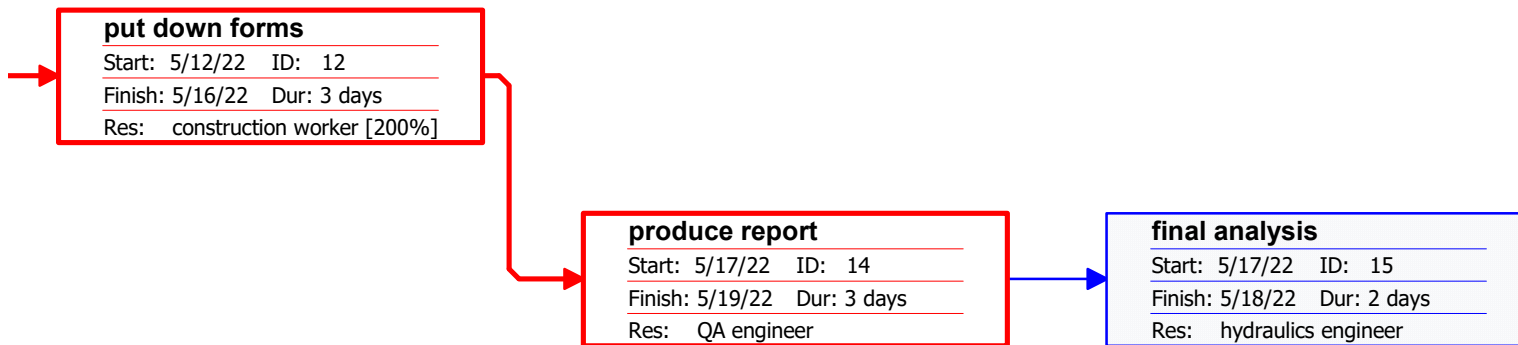 put down forms
Start: 5/12/22 ID: 12
Finish: 5/16/22 Dur: 3 days
Res: construction worker [200%]
produce report
Start: 5/17/22 ID: 14
Finish: 5/19/22 Dur: 3 days
Res: QA engineer
final analysis
Start: 5/17/22 ID: 15
Finish: 5/18/22 Dur: 2 days
Res: hydraulics engineer